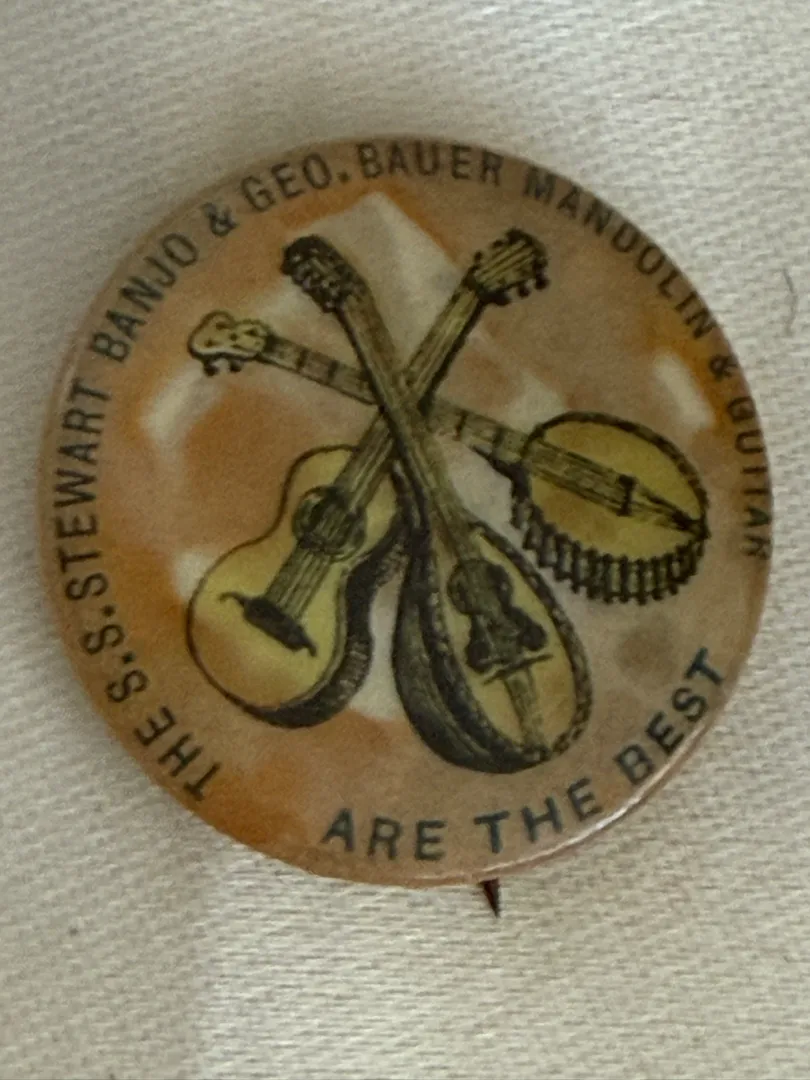 THE S.S. STEWART BANJO & GEO. BAUER MANDOLIN & GUITAR
ARE THE BEST